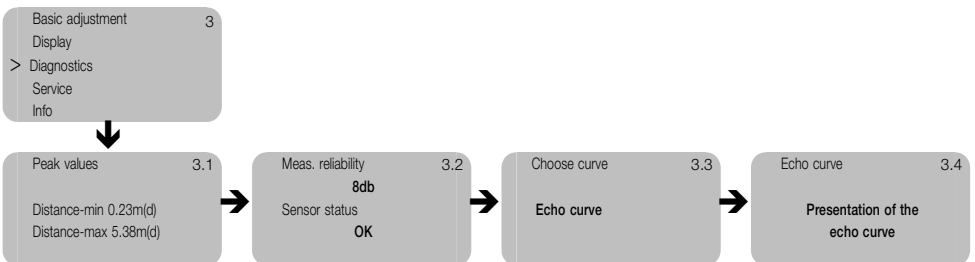 Basic adjustment 3
Display
> Diagnostics
Service
Info
Peak values 3.1
Distance-min 0.23m(d)
Distance-max 5.38m(d)
Meas. reliability 3.2
8db
Sensor status
OK
Choose curve 3.3
Echo curve
Echo curve 3.4
Presentation of the
echo curve